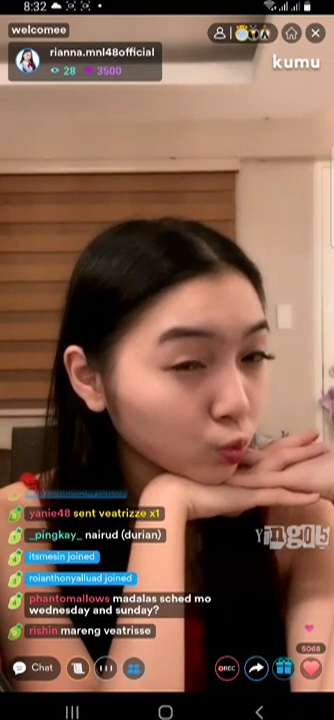 8:32
welcomee
rianna.mnl48official
28 3500
kumu
yanie48 sent veatrizze x1
_pingkay_ nairud (durian)
itsmesin joined
roianthonyaliuad joined
phantomallows madalas sched mo
wednesday and sunday?
rishin mareng veatrisse
5068
Chat
REC